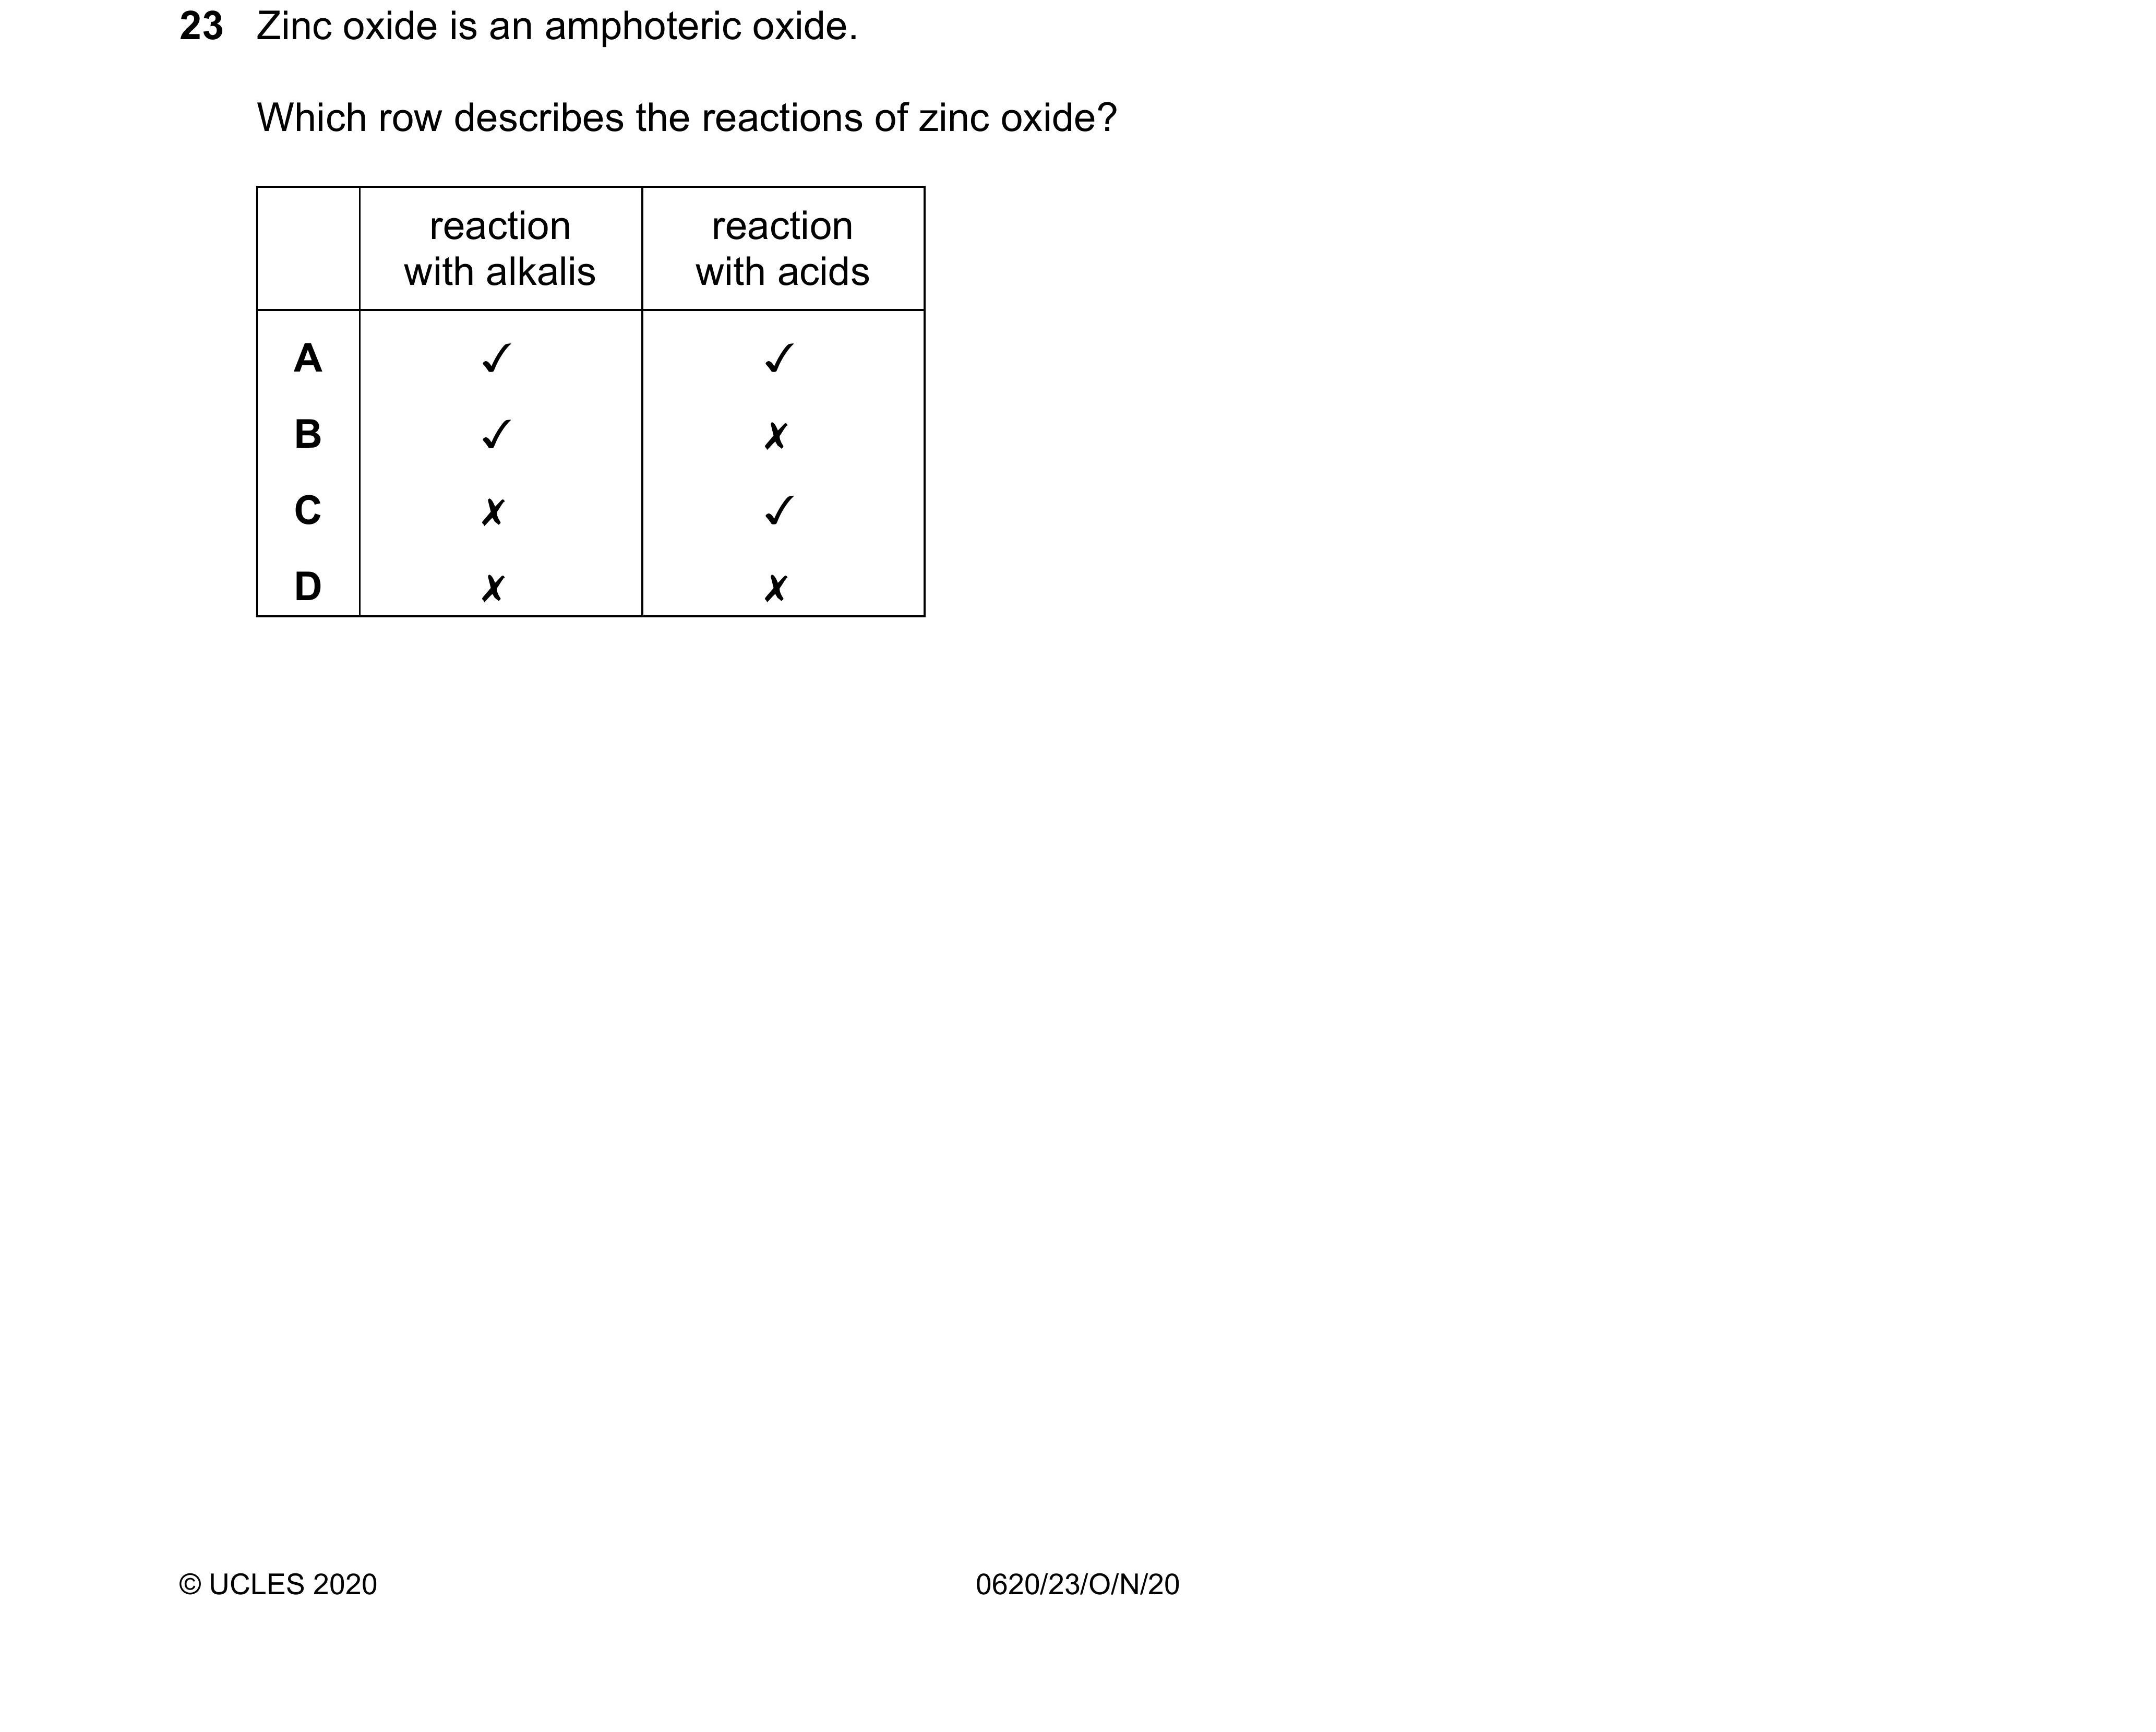 23 Zinc oxide is an amphoteric oxide.
Which row describes the reactions of zinc oxide?
reaction with alkalis reaction with acids
A ✓ ✓
B ✓ ✗
C ✗ ✓
D ✗ ✗
© UCLES 2020 0620/23/O/N/20